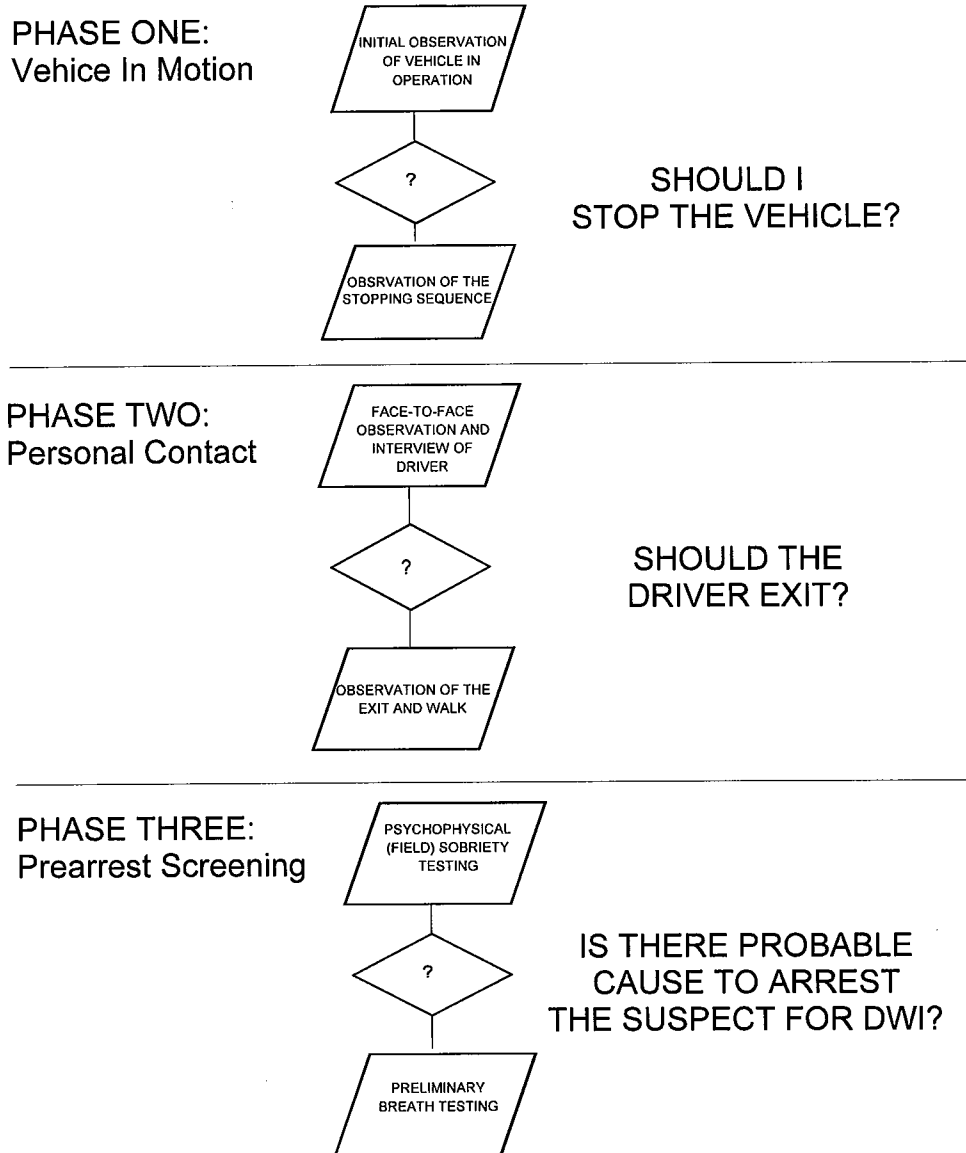 PHASE ONE:
Vehice In Motion
INITIAL OBSERVATION
OF VEHICLE IN
OPERATION
?
SHOULD I
STOP THE VEHICLE?
OBSRVATION OF THE
STOPPING SEQUENCE
PHASE TWO:
Personal Contact
FACE-TO-FACE
OBSERVATION AND
INTERVIEW OF
DRIVER
?
SHOULD THE
DRIVER EXIT?
OBSERVATION OF THE
EXIT AND WALK
PHASE THREE:
Prearrest Screening
PSYCHOPHYSICAL
(FIELD) SOBRIETY
TESTING
?
IS THERE PROBABLE
CAUSE TO ARREST
THE SUSPECT FOR DWI?
PRELIMINARY
BREATH TESTING